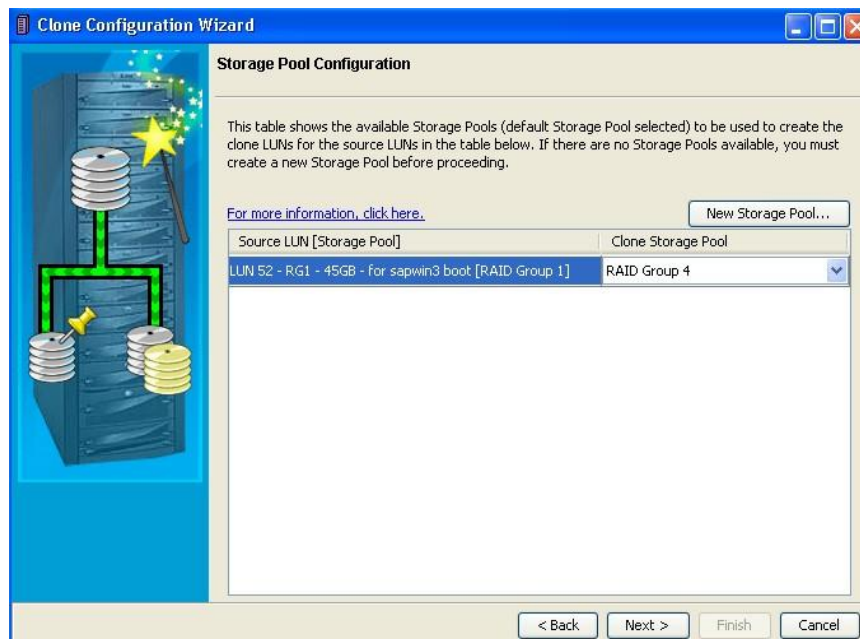 Clone Configuration Wizard
Storage Pool Configuration
This table shows the available Storage Pools (default Storage Pool selected) to be used to create the
clone LUNs for the source LUNs in the table below. If there are no Storage Pools available, you must
create a new Storage Pool before proceeding.
For more information, click here.
New Storage Pool...
Source LUN [Storage Pool] Clone Storage Pool
LUN 52 - RG1 - 45GB - for sapwin3 boot [RAID Group 1] RAID Group 4
< Back Next > Finish Cancel